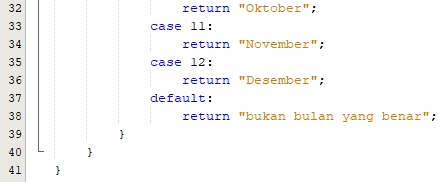 32 return "Oktober";
33 case 11:
34 return "November";
35 case 12:
36 return "Desember";
37 default:
38 return "bukan bulan yang benar";
39 }
40 }
41 }